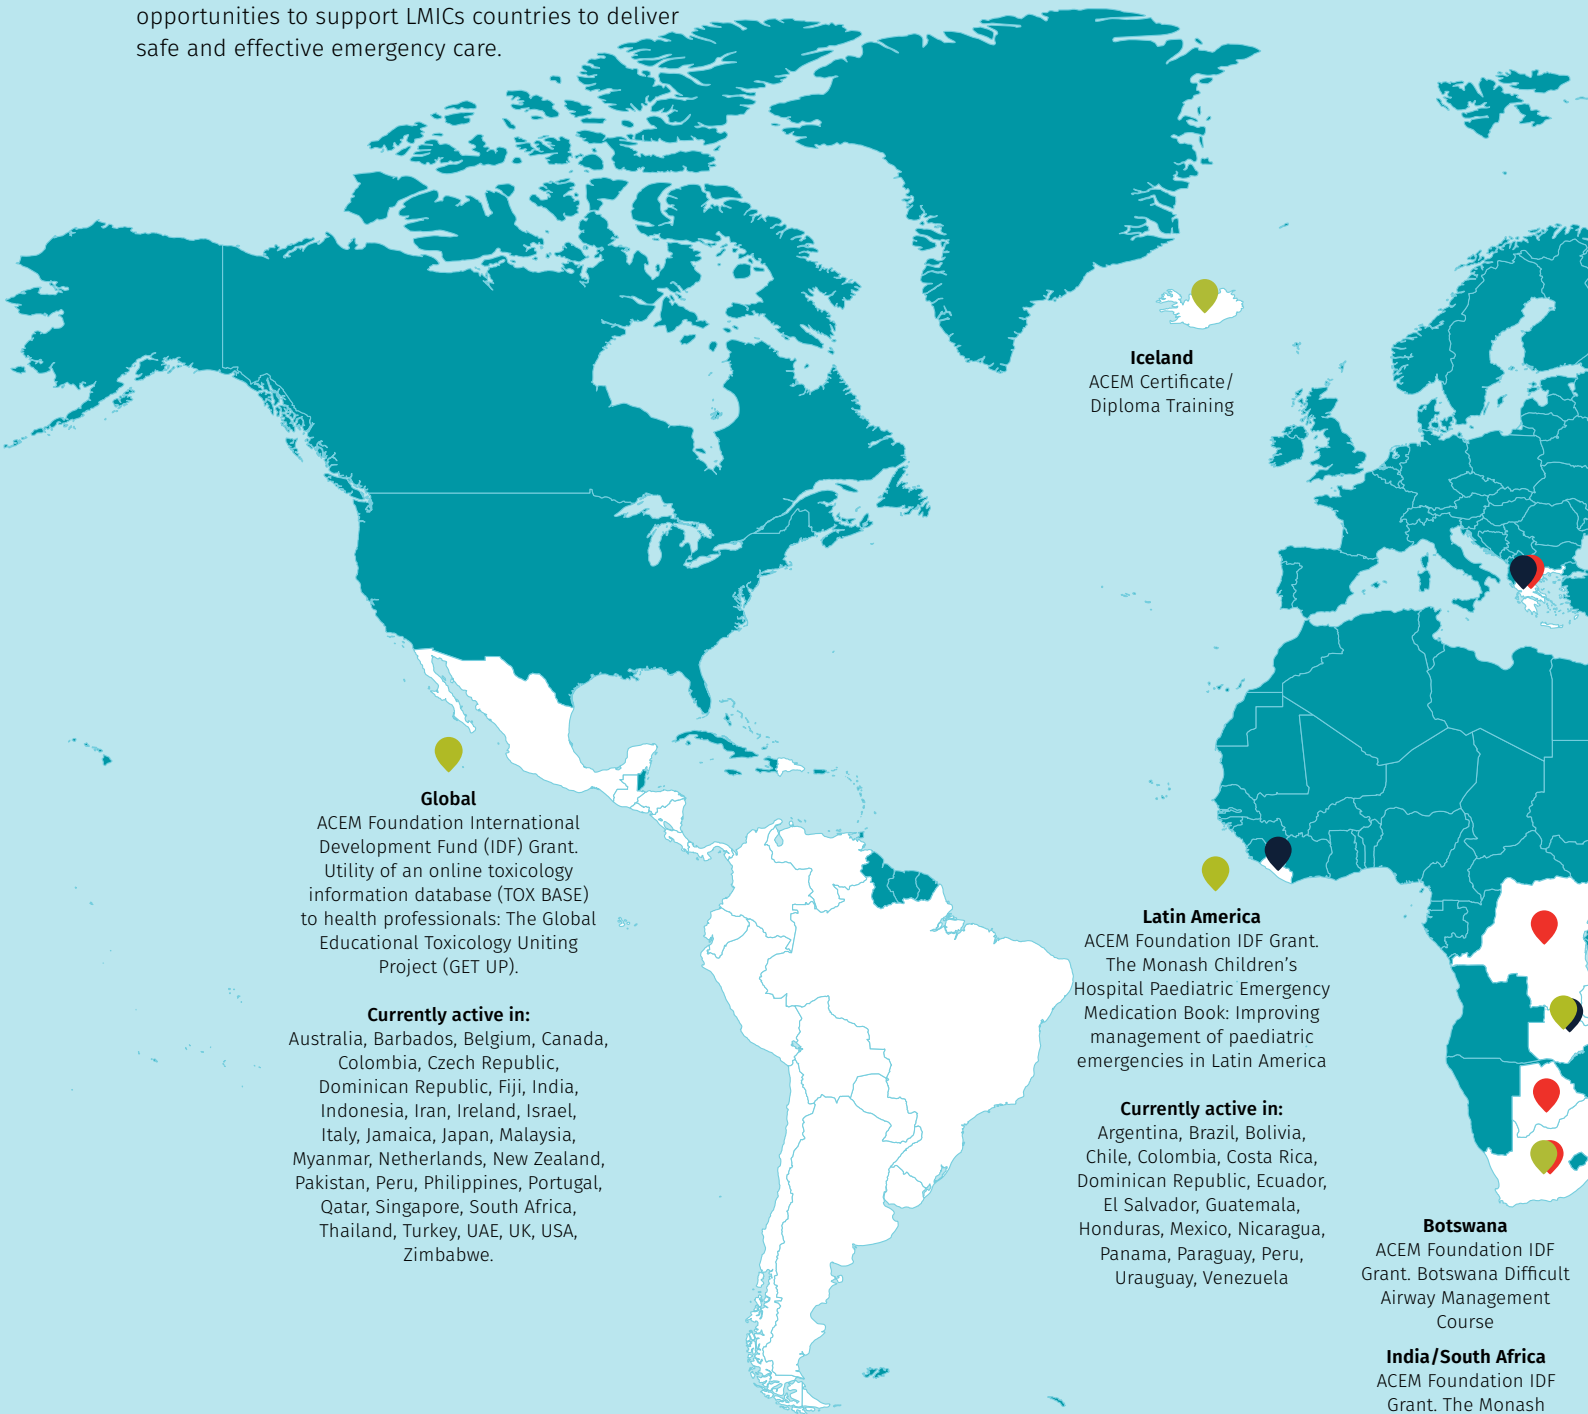 opportunities to support LMICs countries to deliver
safe and effective emergency care.
Iceland
ACEM Certificate/
Diploma Training
Global
ACEM Foundation International
Development Fund (IDF) Grant.
Utility of an online toxicology
information database (TOX BASE)
to health professionals: The Global
Educational Toxicology Uniting
Project (GET UP).
Currently active in:
Australia, Barbados, Belgium, Canada,
Colombia, Czech Republic,
Dominican Republic, Fiji, India,
Indonesia, Iran, Ireland, Israel,
Italy, Jamaica, Japan, Malaysia,
Myanmar, Netherlands, New Zealand,
Pakistan, Peru, Philippines, Portugal,
Qatar, Singapore, South Africa,
Thailand, Turkey, UAE, UK, USA,
Zimbabwe.
Latin America
ACEM Foundation IDF Grant.
The Monash Children’s
Hospital Paediatric Emergency
Medication Book: Improving
management of paediatric
emergencies in Latin America
Currently active in:
Argentina, Brazil, Bolivia,
Chile, Colombia, Costa Rica,
Dominican Republic, Ecuador,
El Salvador, Guatemala,
Honduras, Mexico, Nicaragua,
Panama, Paraguay, Peru,
Urauguay, Venezuela
Botswana
ACEM Foundation IDF
Grant. Botswana Difficult
Airway Management
Course
India/South Africa
ACEM Foundation IDF
Grant. The Monash